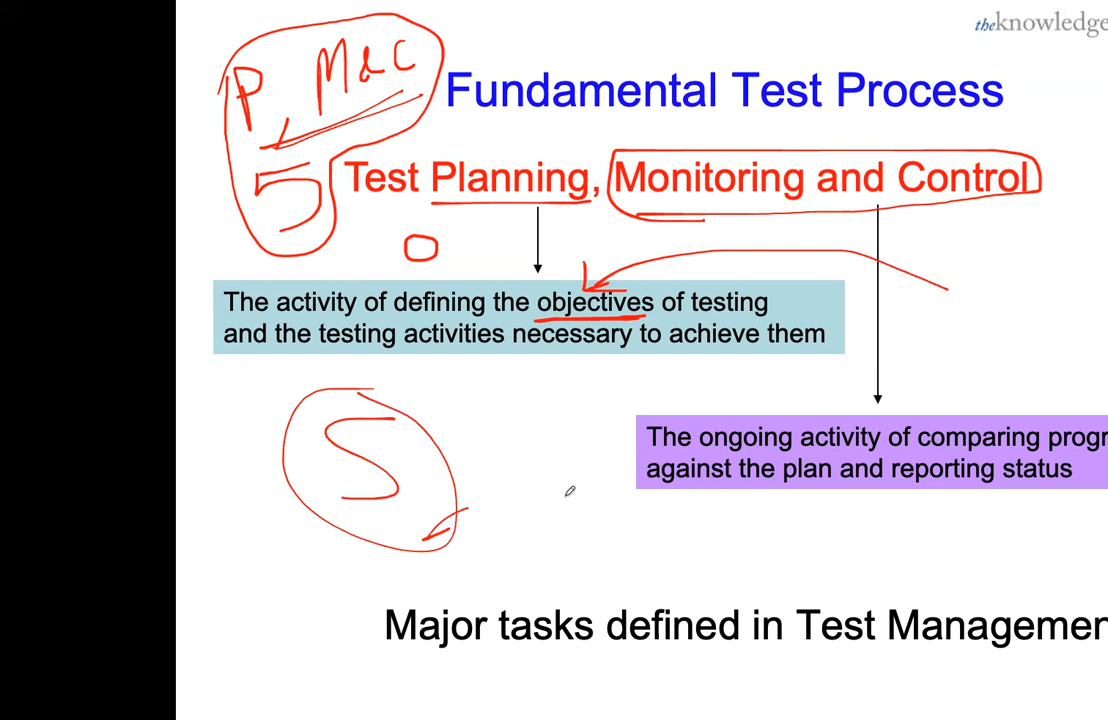 theknowledge
P, M&C
Fundamental Test Process
5
Test Planning, Monitoring and Control
O
The activity of defining the objectives of testing
and the testing activities necessary to achieve them
S
The ongoing activity of comparing progr
against the plan and reporting status
Major tasks defined in Test Managemen